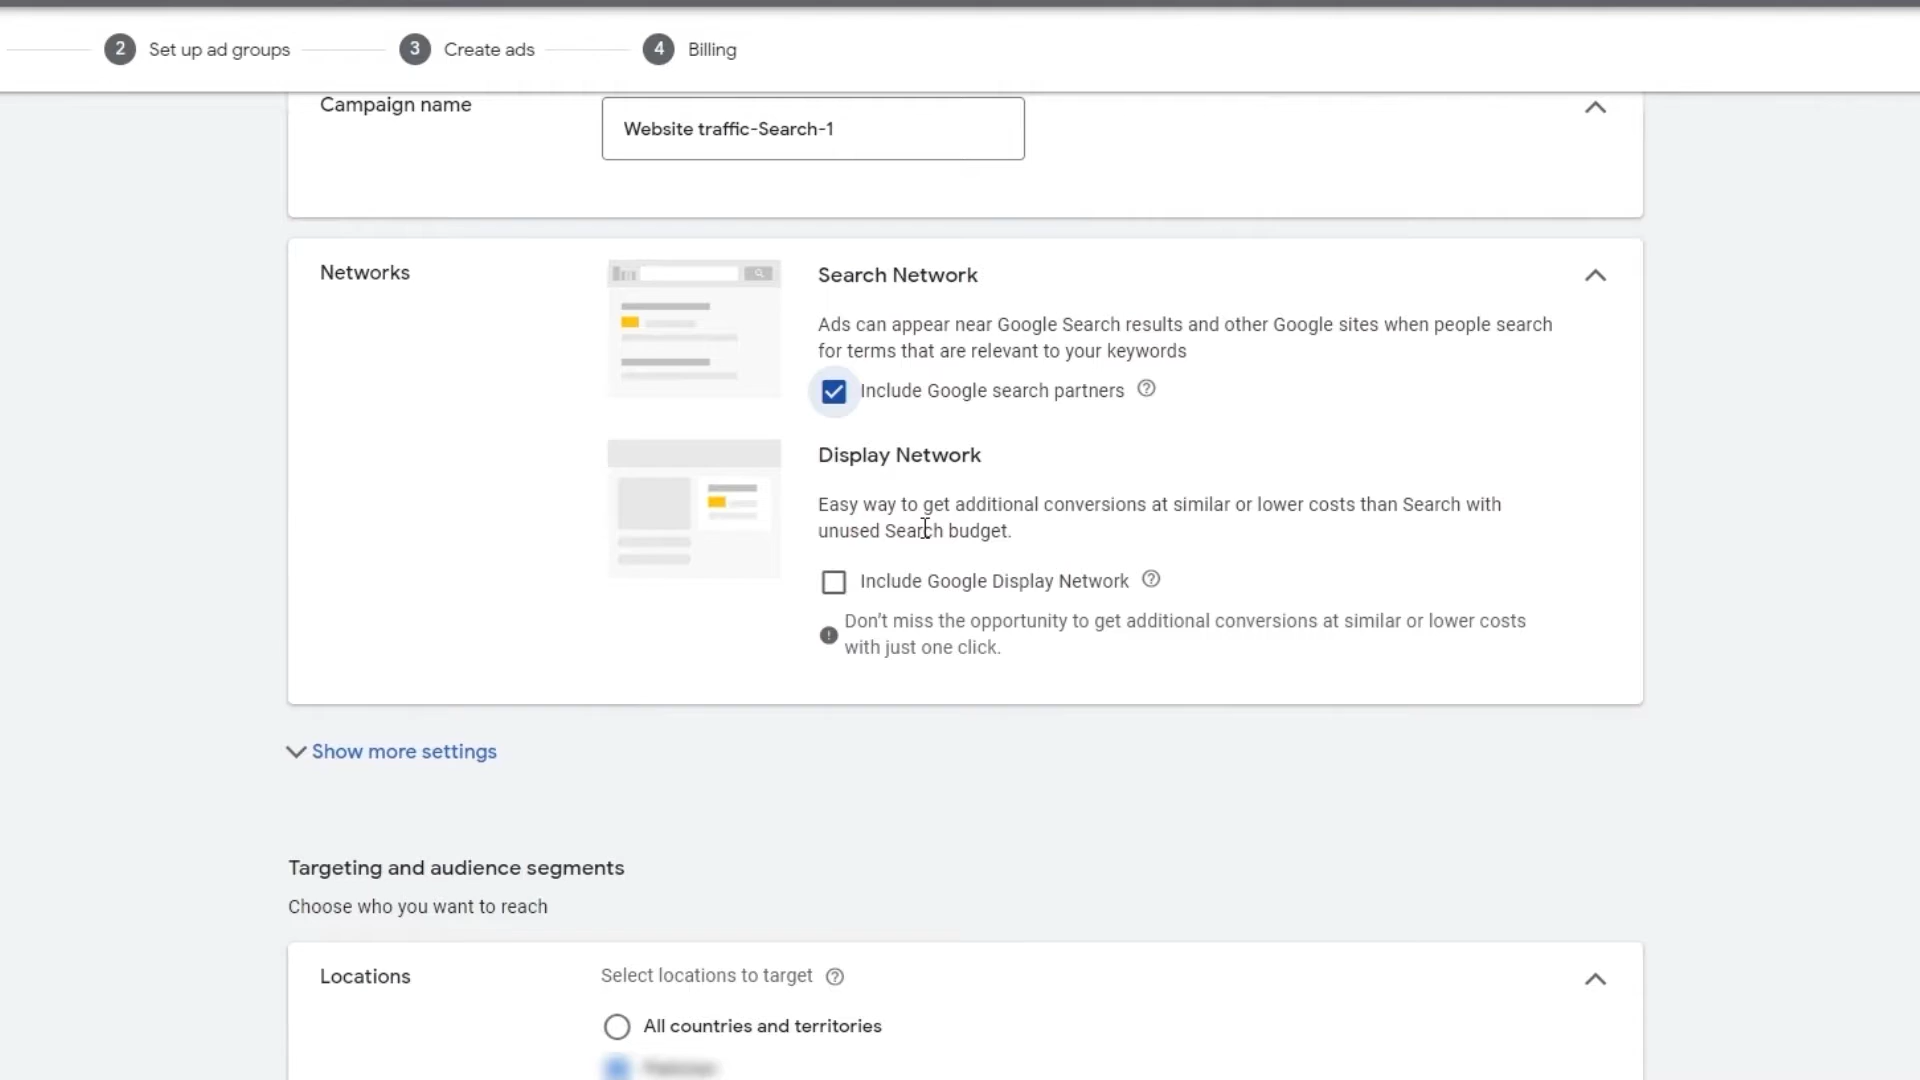 2 Set up ad groups 3 Create ads 4 Billing
Campaign name
Website traffic-Search-1
Networks
Search Network
Ads can appear near Google Search results and other Google sites when people search
for terms that are relevant to your keywords
Include Google search partners
Display Network
Easy way to get additional conversions at similar or lower costs than Search with
unused Search budget.
Include Google Display Network
Don't miss the opportunity to get additional conversions at similar or lower costs
with just one click.
Show more settings
Targeting and audience segments
Choose who you want to reach
Locations
Select locations to target
All countries and territories